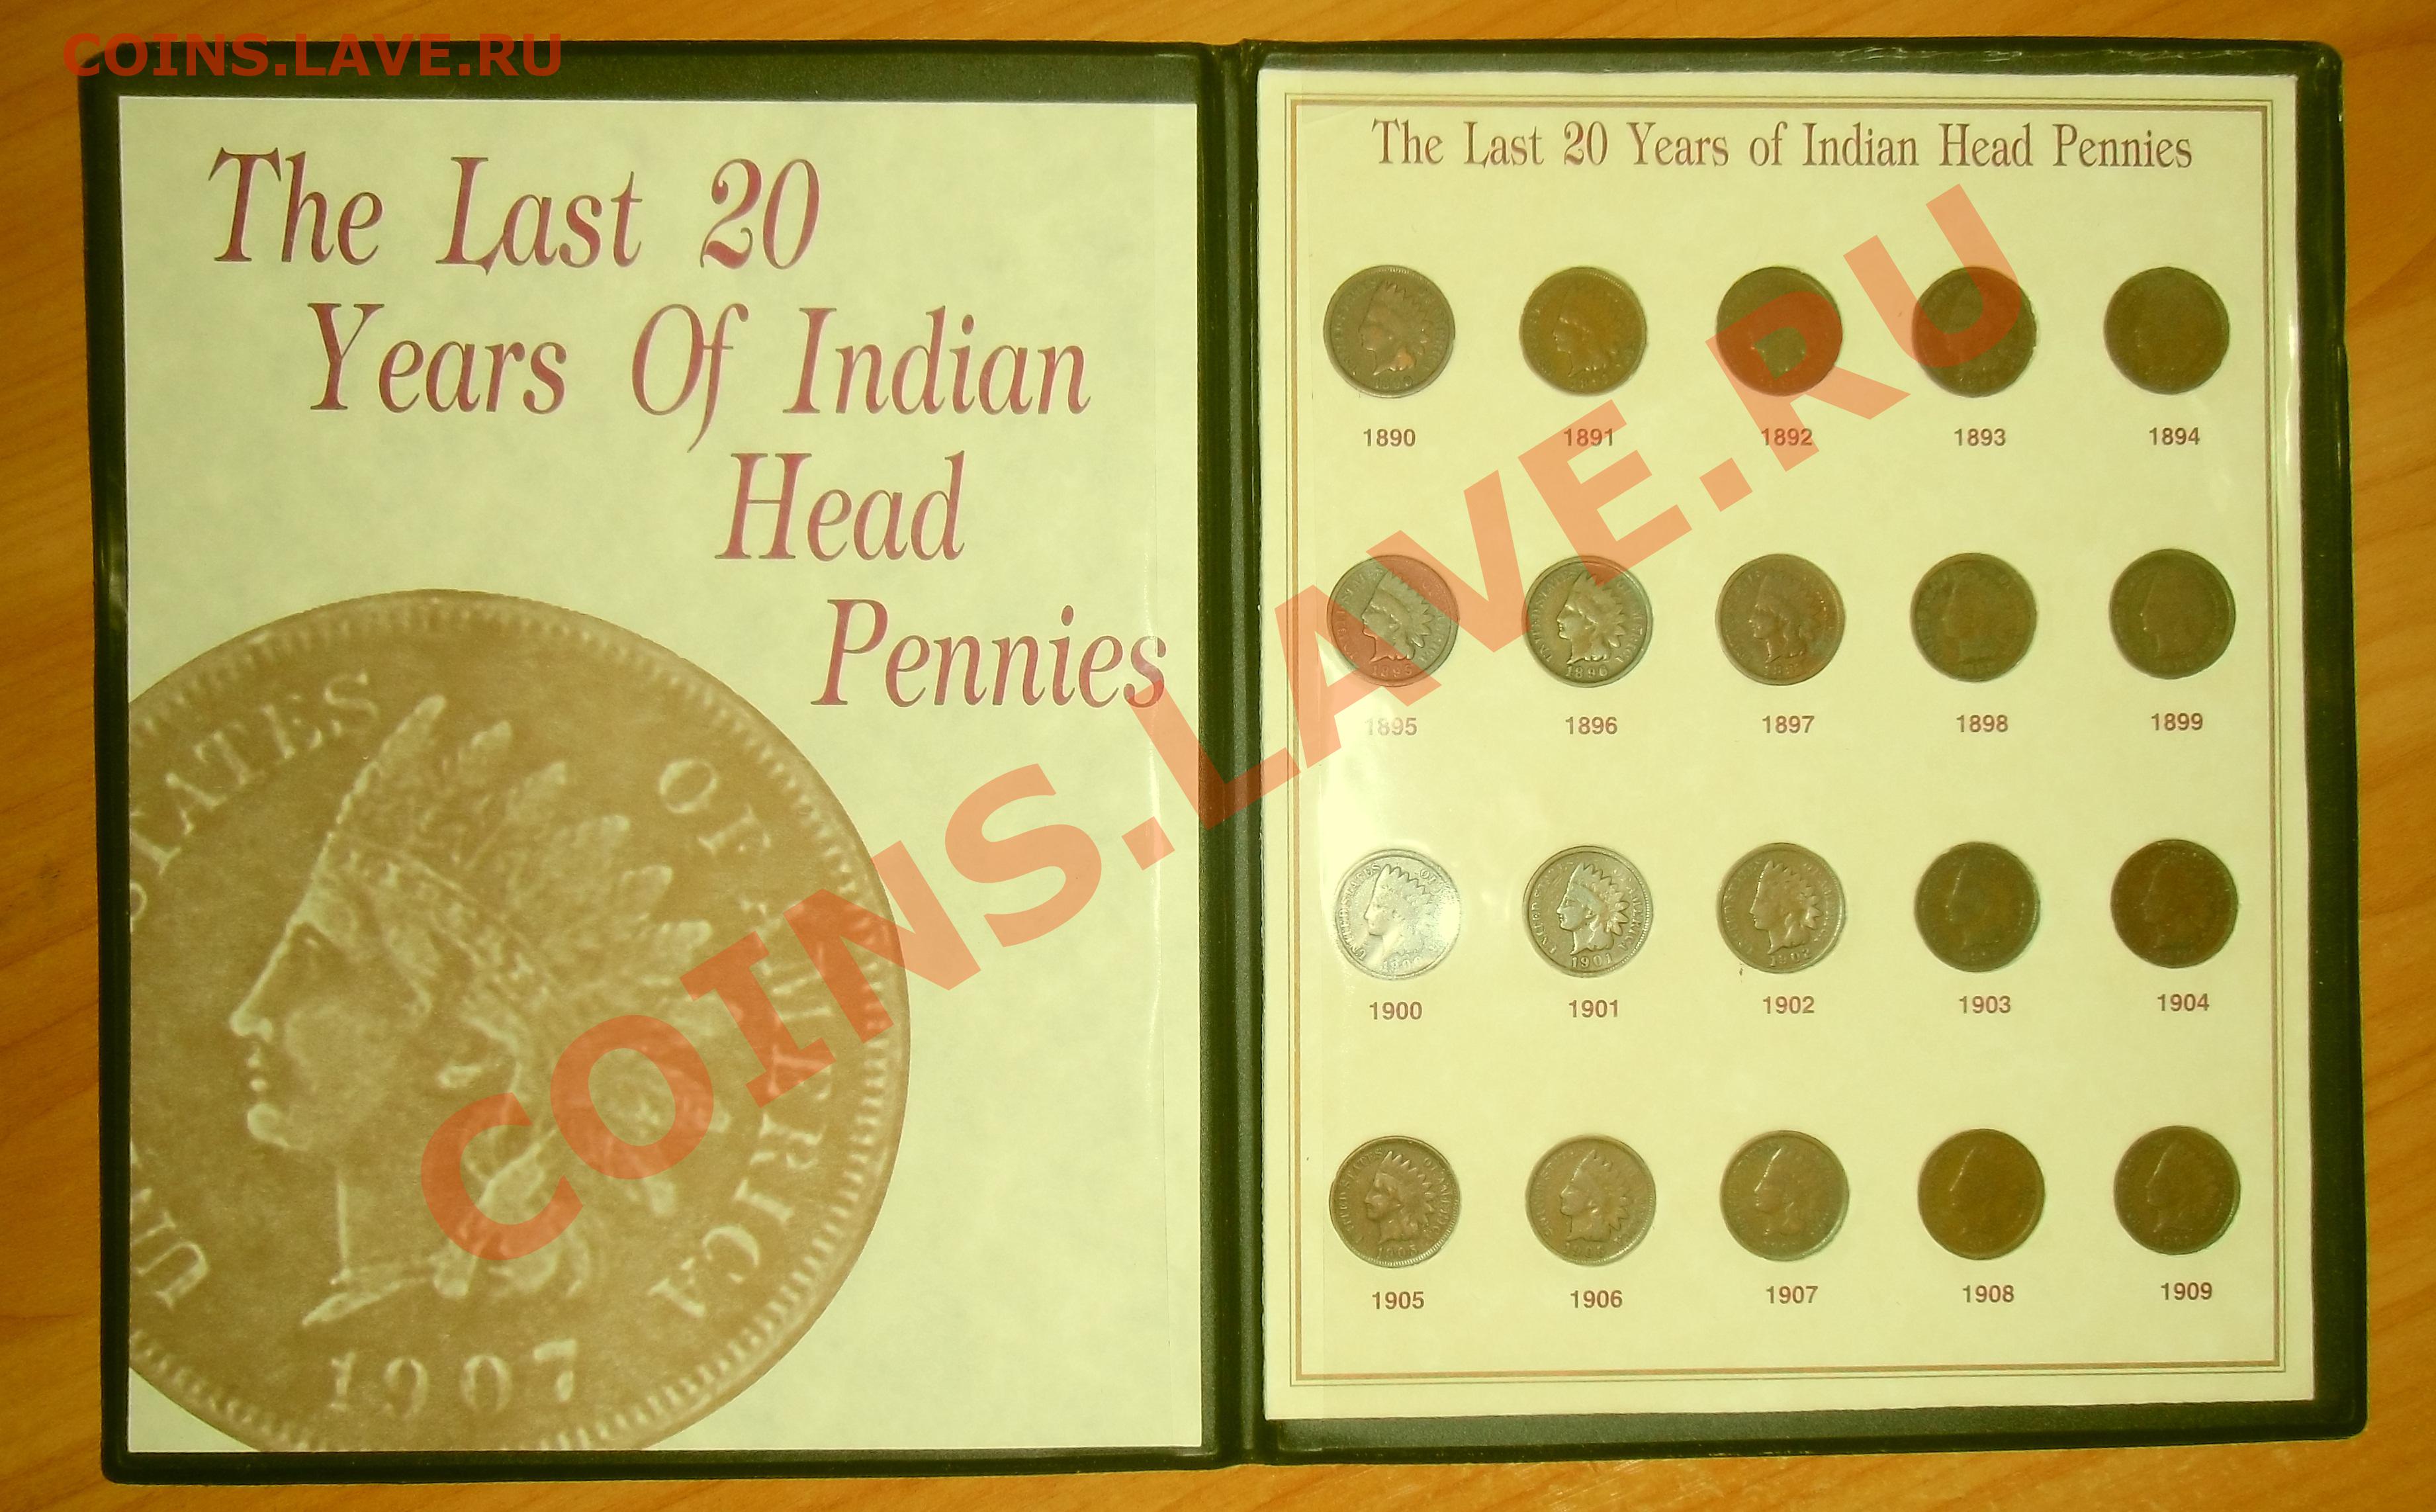 COINS.LAVE.RU
The Last 20
Years Of Indian
Head
Pennies
STATES OF AMERICA
1907
The Last 20 Years of Indian Head Pennies
1890 1891 1892 1893 1894
1895 1896 1897 1898 1899
1900 1901 1902 1903 1904
1905 1906 1907 1908 1909
COINS.LAVE.RU